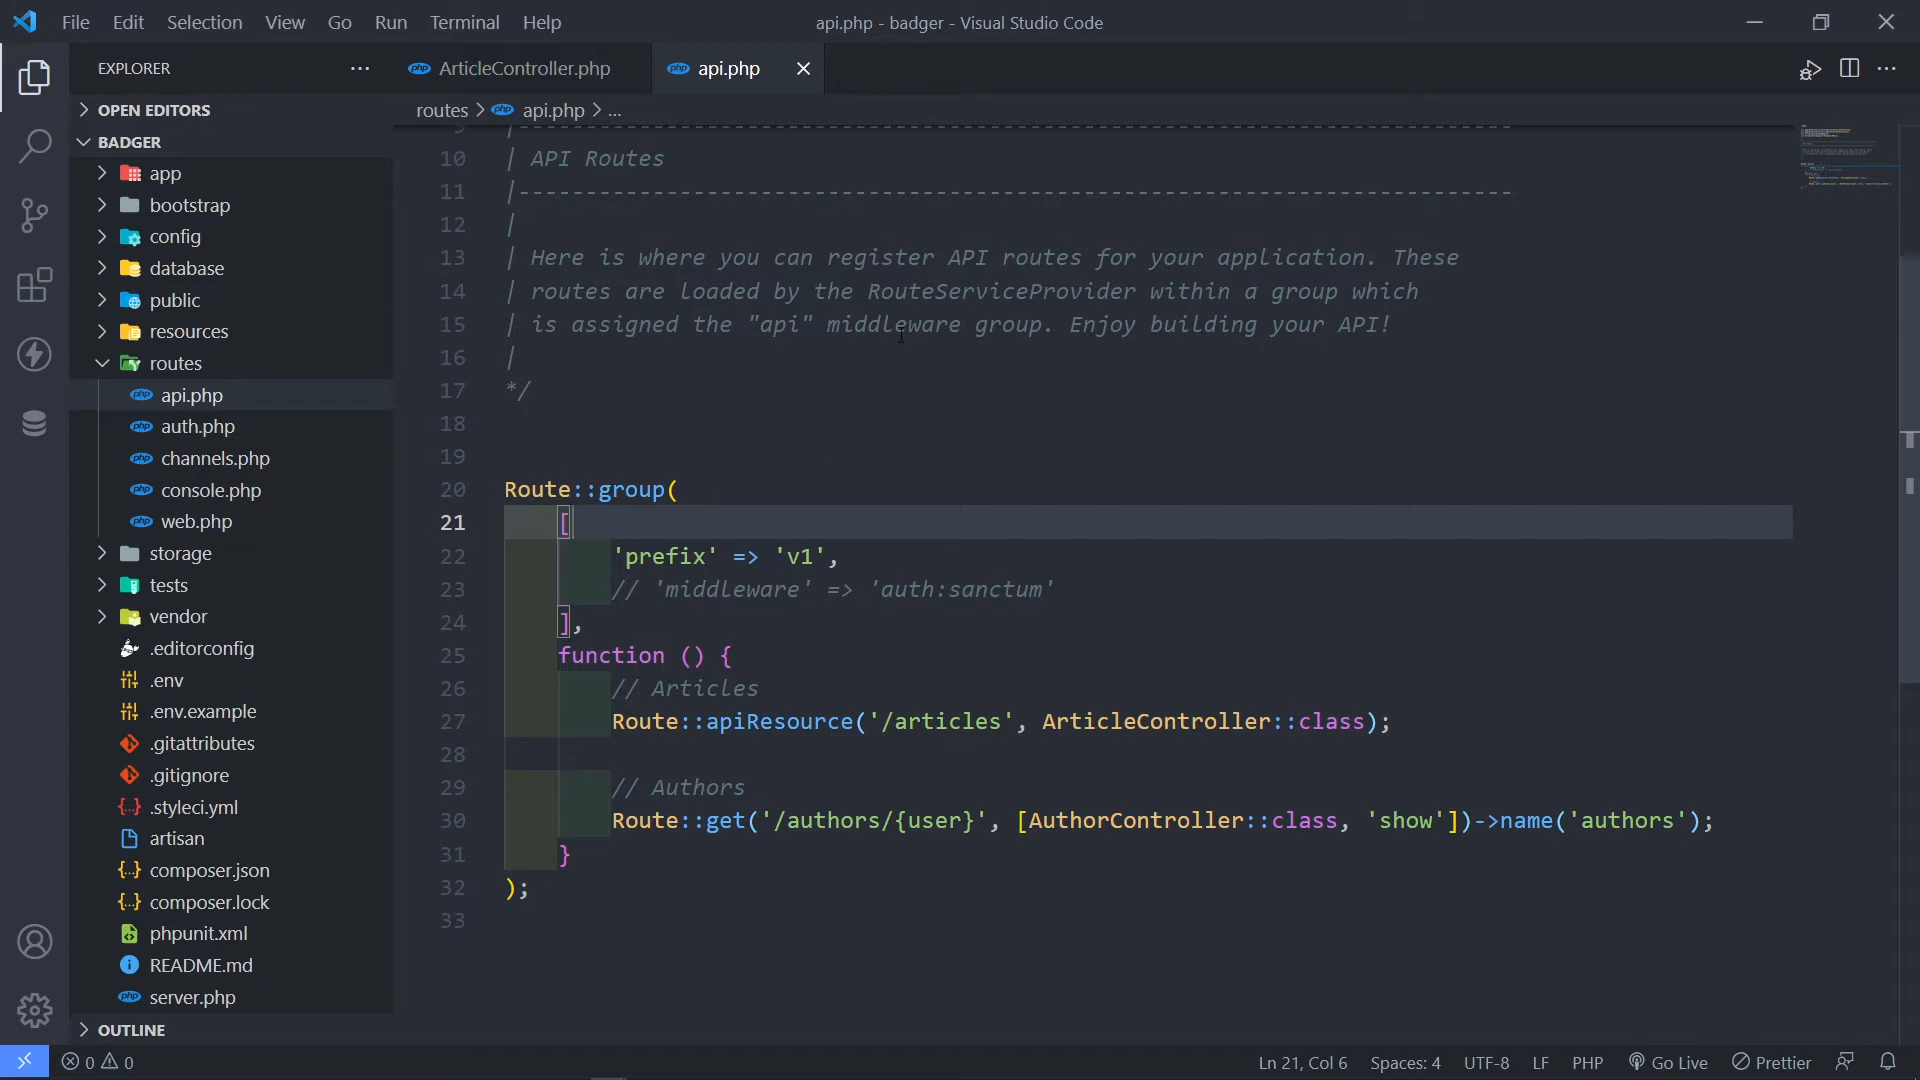 File Edit Selection View Go Run Terminal Help
api.php - badger - Visual Studio Code
EXPLORER
OPEN EDITORS
BADGER
app
bootstrap
config
database
public
resources
routes
api.php
auth.php
channels.php
console.php
web.php
storage
tests
vendor
.editorconfig
.env
.env.example
.gitattributes
.gitignore
.styleci.yml
artisan
composer.json
composer.lock
phpunit.xml
README.md
server.php
OUTLINE
ArticleController.php api.php
routes > api.php > ...
9 |--------------------------------------------------------------------------
10 | API Routes
11 |--------------------------------------------------------------------------
12 |
13 | Here is where you can register API routes for your application. These
14 | routes are loaded by the RouteServiceProvider within a group which
15 | is assigned the "api" middleware group. Enjoy building your API!
16 |
17 */
18
19
20 Route::group(
21 [
22 'prefix' => 'v1',
23 // 'middleware' => 'auth:sanctum'
24 ],
25 function () {
26 // Articles
27 Route::apiResource('/articles', ArticleController::class);
28
29 // Authors
30 Route::get('/authors/{user}', [AuthorController::class, 'show'])->name('authors');
31 }
32 );
33
0 0
Ln 21, Col 6 Spaces: 4 UTF-8 LF PHP Go Live Prettier